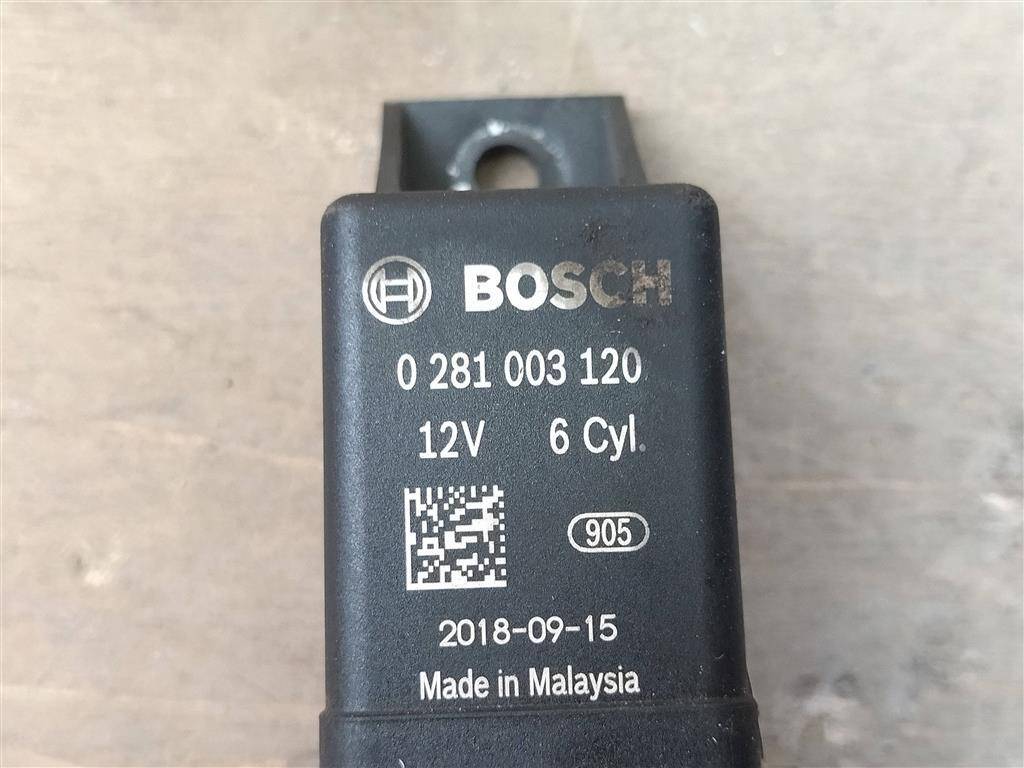 BOSCH
0 281 003 120
12V 6 Cyl.
905
2018-09-15
Made in Malaysia